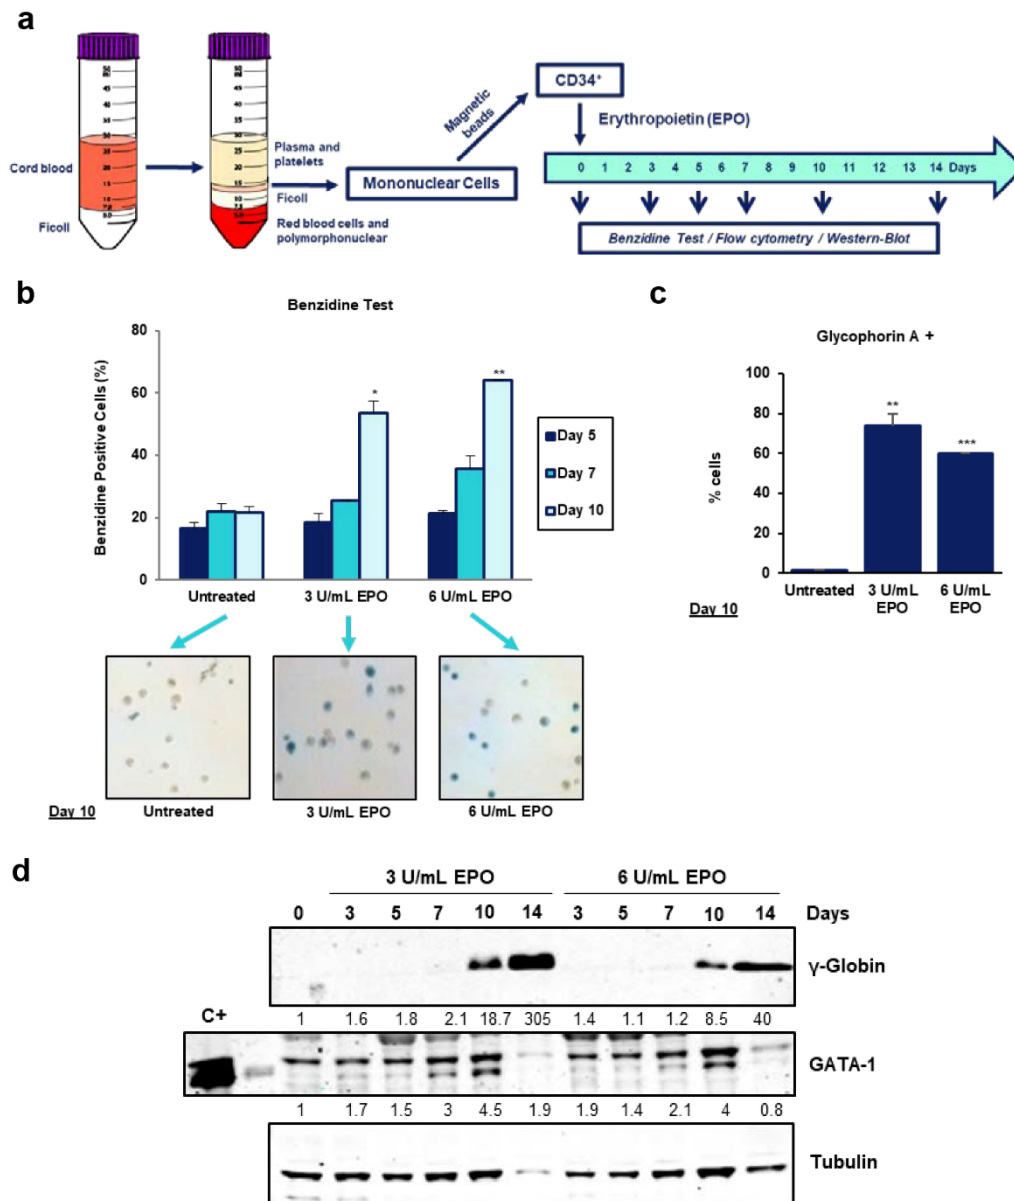 a
Cord blood
Ficoll
Plasma and
platelets
Ficoll
Red blood cells and
polymorphonuclear
Mononuclear Cells
Magnetic
beads
CD34+
Erythropoietin (EPO)
0 1 2 3 4 5 6 7 8 9 10 11 12 13 14 Days
Benzidine Test / Flow cytometry / Western-Blot
b
Benzidine Test
Benzidine Positive Cells (%)
80
60
40
20
0
*
**
Day 5
Day 7
Day 10
Untreated 3 U/mL EPO 6 U/mL EPO
Day 10 Untreated 3 U/mL EPO 6 U/mL EPO
c
Glycophorin A +
% cells
100
80
60
40
20
0
**
***
Untreated 3 U/mL EPO 6 U/mL EPO
Day 10
d
3 U/mL EPO 6 U/mL EPO
0 3 5 7 10 14 3 5 7 10 14 Days
γ-Globin
1 1.6 1.8 2.1 18.7 305 1.4 1.1 1.2 8.5 40
C+
GATA-1
1 1.7 1.5 3 4.5 1.9 1.9 1.4 2.1 4 0.8
Tubulin